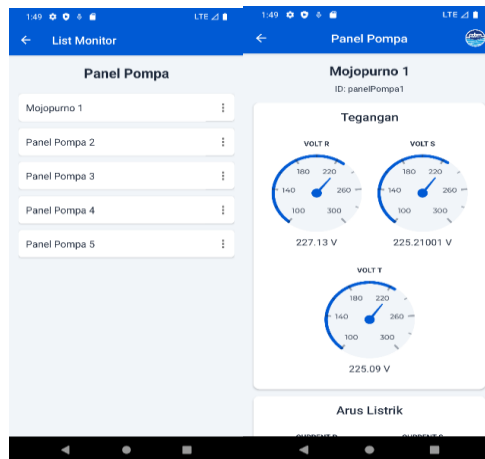 1:49
LTE
List Monitor
Panel Pompa
Mojopurno 1
Panel Pompa 2
Panel Pompa 3
Panel Pompa 4
Panel Pompa 5
1:49
LTE
Panel Pompa
Mojopurno 1
ID: panelPompa1
Tegangan
VOLT R
100
140
180
220
260
300
227.13 V
VOLT S
100
140
180
220
260
300
225.21001 V
VOLT T
100
140
180
220
260
300
225.09 V
Arus Listrik